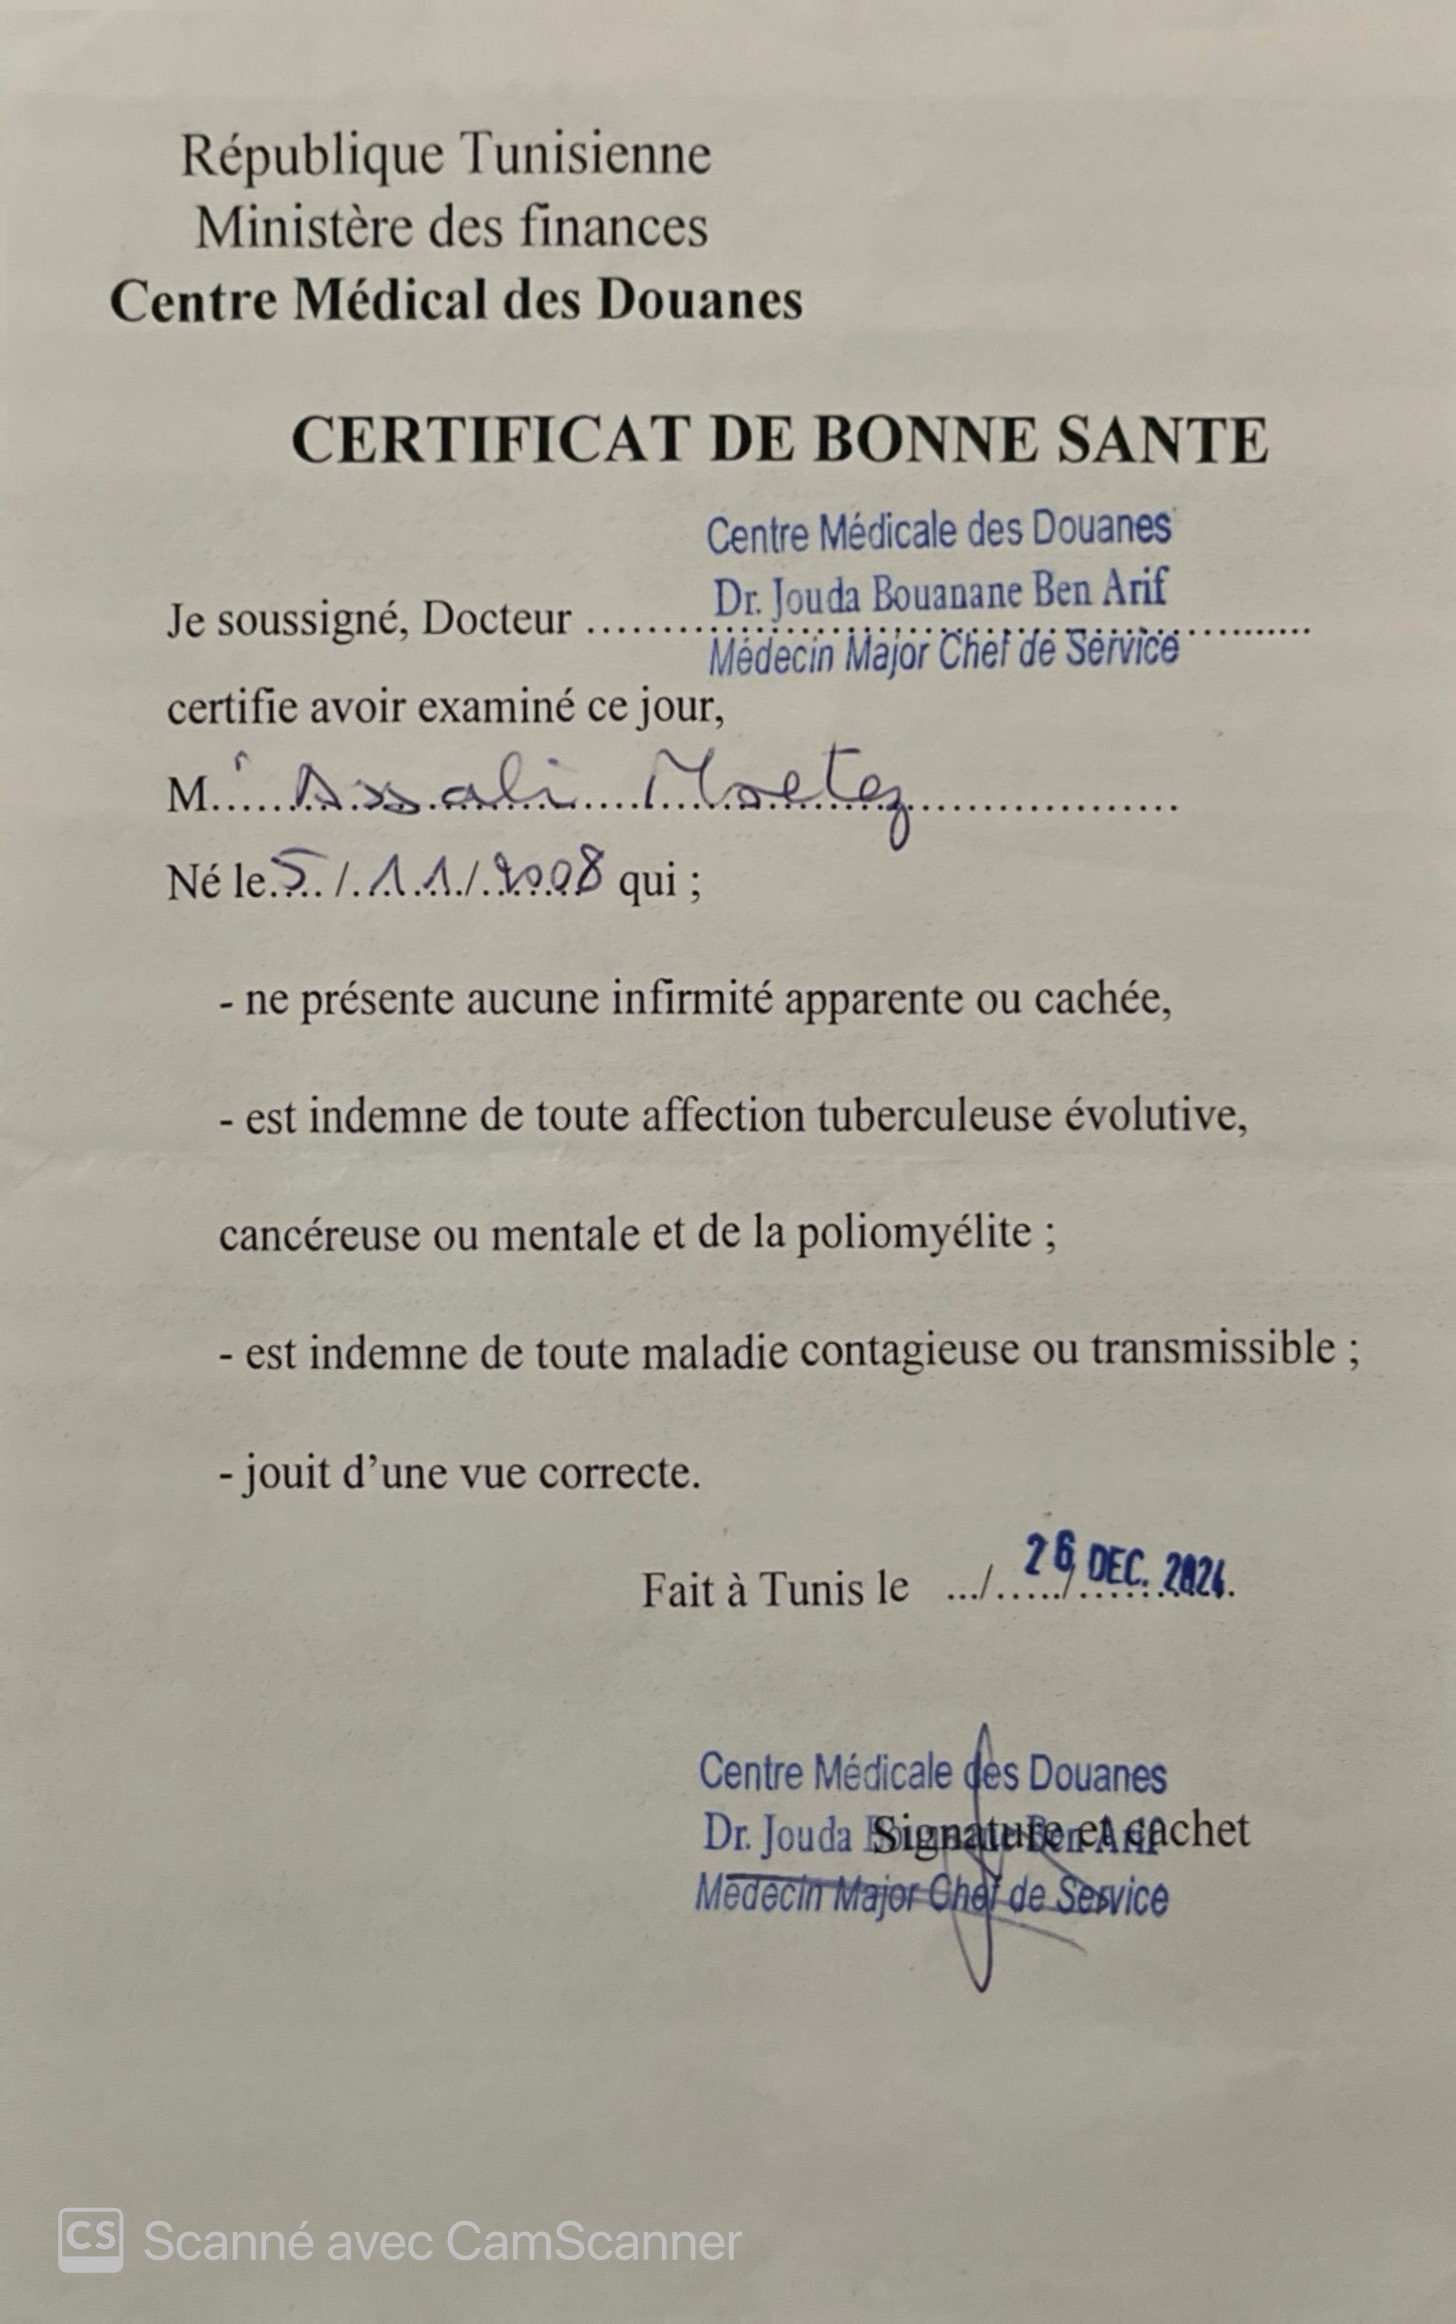 République Tunisienne
Ministère des finances
Centre Médical des Douanes
CERTIFICAT DE BONNE SANTE
Centre Médicale des Douanes
Dr. Jouda Bouanane Ben Arif
Je soussigné, Docteur ..........
Médecin Major Chef de Service
certifie avoir examiné ce jour,
M. Assali Moetez
Né le 5 / 11 / 2008 qui ;
- ne présente aucune infirmité apparente ou cachée,
- est indemne de toute affection tuberculeuse évolutive,
cancéreuse ou mentale et de la poliomyélite ;
- est indemne de toute maladie contagieuse ou transmissible ;
- jouit d'une vue correcte.
Fait à Tunis le .../...../ 26 DEC. 2024
Centre Médicale des Douanes
Dr. Jouda Bouanane Ben Arif
Signature et cachet
Médecin Major Chef de Service
CS Scanné avec CamScanner